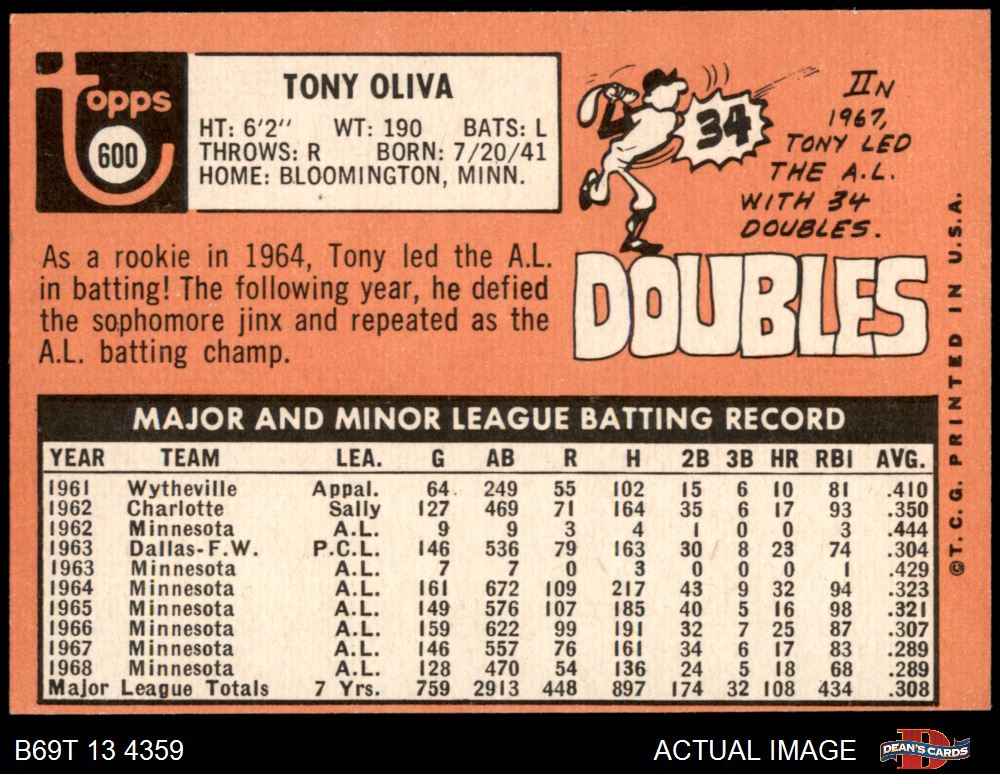 Topps
600
TONY OLIVA
HT: 6'2'' WT: 190 BATS: L
THROWS: R BORN: 7/20/41
HOME: BLOOMINGTON, MINN.
As a rookie in 1964, Tony led the A.L.
in batting! The following year, he defied
the sophomore jinx and repeated as the
A.L. batting champ.
34
IN
1967,
TONY LED
THE A.L.
WITH 34
DOUBLES.
DOUBLES
©T.C.G. PRINTED IN U.S.A.
MAJOR AND MINOR LEAGUE BATTING RECORD
YEAR TEAM LEA. G AB R H 2B 3B HR RBI AVG.
1961 Wytheville Appal. 64 249 55 102 15 6 10 81 .410
1962 Charlotte Sally 127 469 71 164 35 6 17 93 .350
1962 Minnesota A.L. 9 9 3 4 1 0 0 3 .444
1963 Dallas-F.W. P.C.L. 146 536 79 163 30 8 23 74 .304
1963 Minnesota A.L. 7 7 0 3 0 0 0 1 .429
1964 Minnesota A.L. 161 672 109 217 43 9 32 94 .323
1965 Minnesota A.L. 149 576 107 185 40 5 16 98 .321
1966 Minnesota A.L. 159 622 99 191 32 7 25 87 .307
1967 Minnesota A.L. 146 557 76 161 34 6 17 83 .289
1968 Minnesota A.L. 128 470 54 136 24 5 18 68 .289
Major League Totals 7 Yrs. 759 2913 448 897 174 32 108 434 .308
B69T 13 4359 ACTUAL IMAGE
DEAN'S CARDS